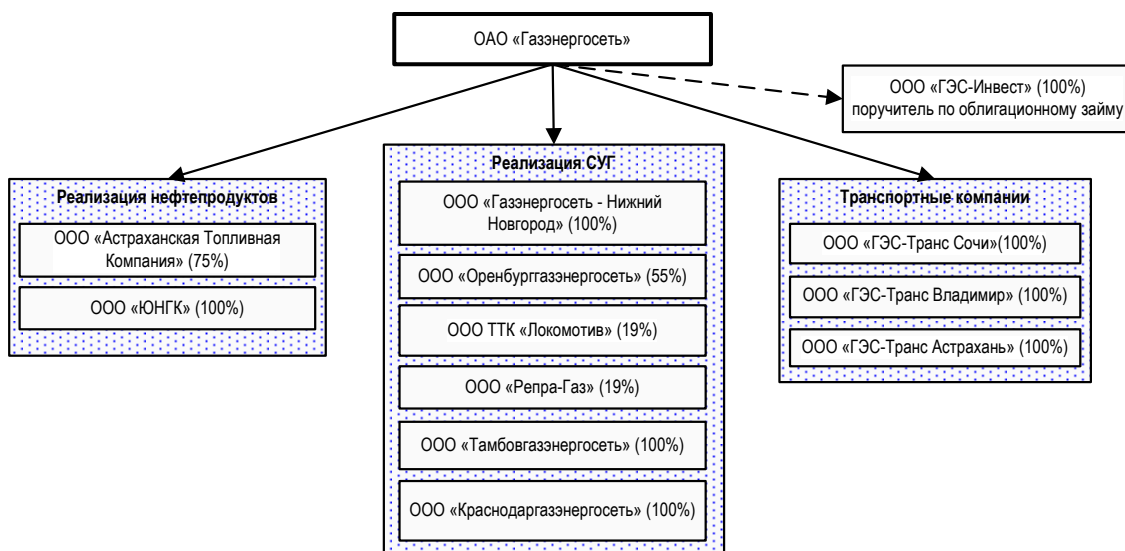 ОАО «Газэнергосеть»
ООО «ГЭС-Инвест» (100%)
поручитель по облигационному займу
Реализация нефтепродуктов
ООО «Астраханская Топливная
Компания» (75%)
ООО «ЮНГК» (100%)
Реализация СУГ
ООО «Газэнергосеть - Нижний
Новгород» (100%)
ООО «Оренбурггазэнергосеть» (55%)
ООО ТТК «Локомотив» (19%)
ООО «Репра-Газ» (19%)
ООО «Тамбовгазэнергосеть» (100%)
ООО «Краснодаргазэнергосеть» (100%)
Транспортные компании
ООО «ГЭС-Транс Сочи»(100%)
ООО «ГЭС-Транс Владимир» (100%)
ООО «ГЭС-Транс Астрахань» (100%)